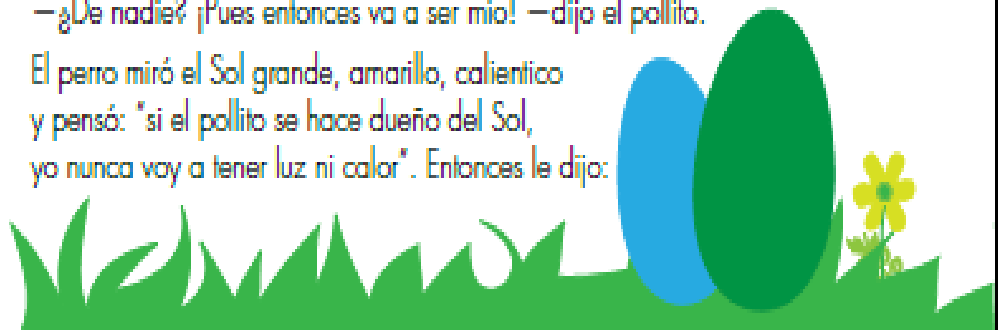 —¿De nadie? ¡Pues entonces va a ser mío! —dijo el pollito.
El perro miró el Sol grande, amarillo, calientico
y pensó: "si el pollito se hace dueño del Sol,
yo nunca voy a tener luz ni calor". Entonces le dijo: